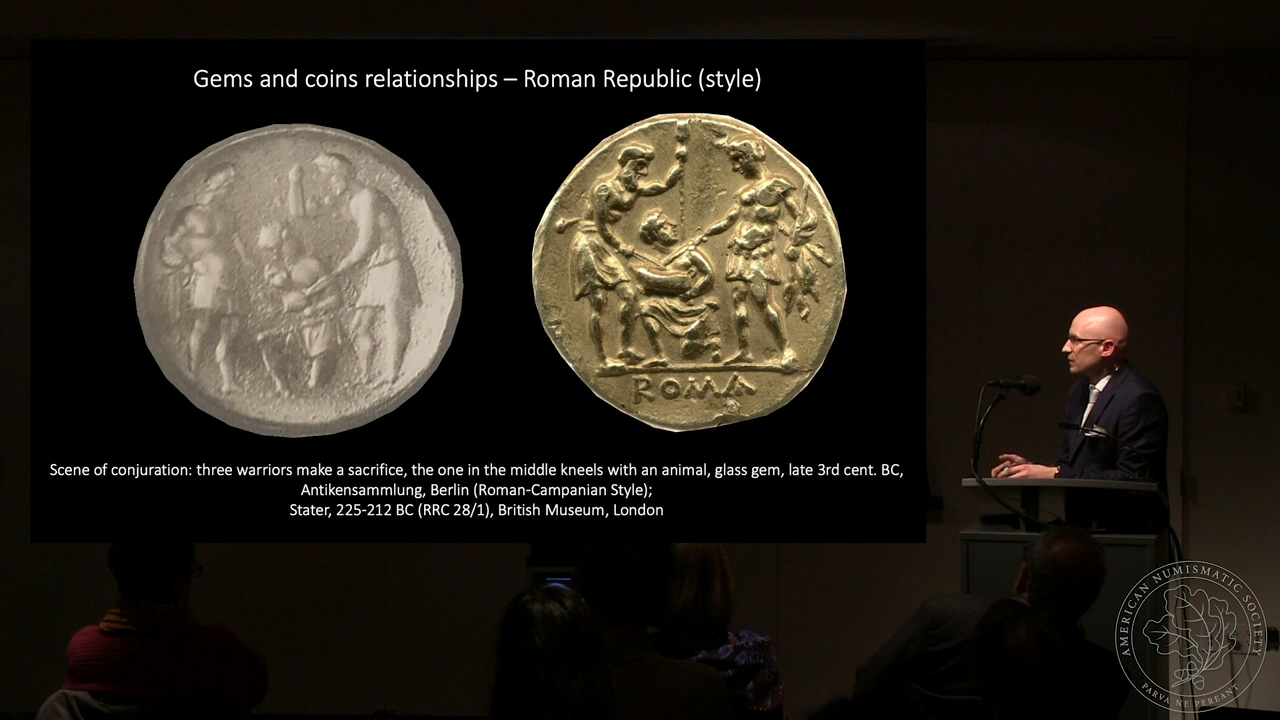 Gems and coins relationships – Roman Republic (style)
ROMA
Scene of conjuration: three warriors make a sacrifice, the one in the middle kneels with an animal, glass gem, late 3rd cent. BC,
Antikensammlung, Berlin (Roman-Campanian Style);
Stater, 225-212 BC (RRC 28/1), British Museum, London
AMERICAN NUMISMATIC SOCIETY
PARVA NE PEREANT